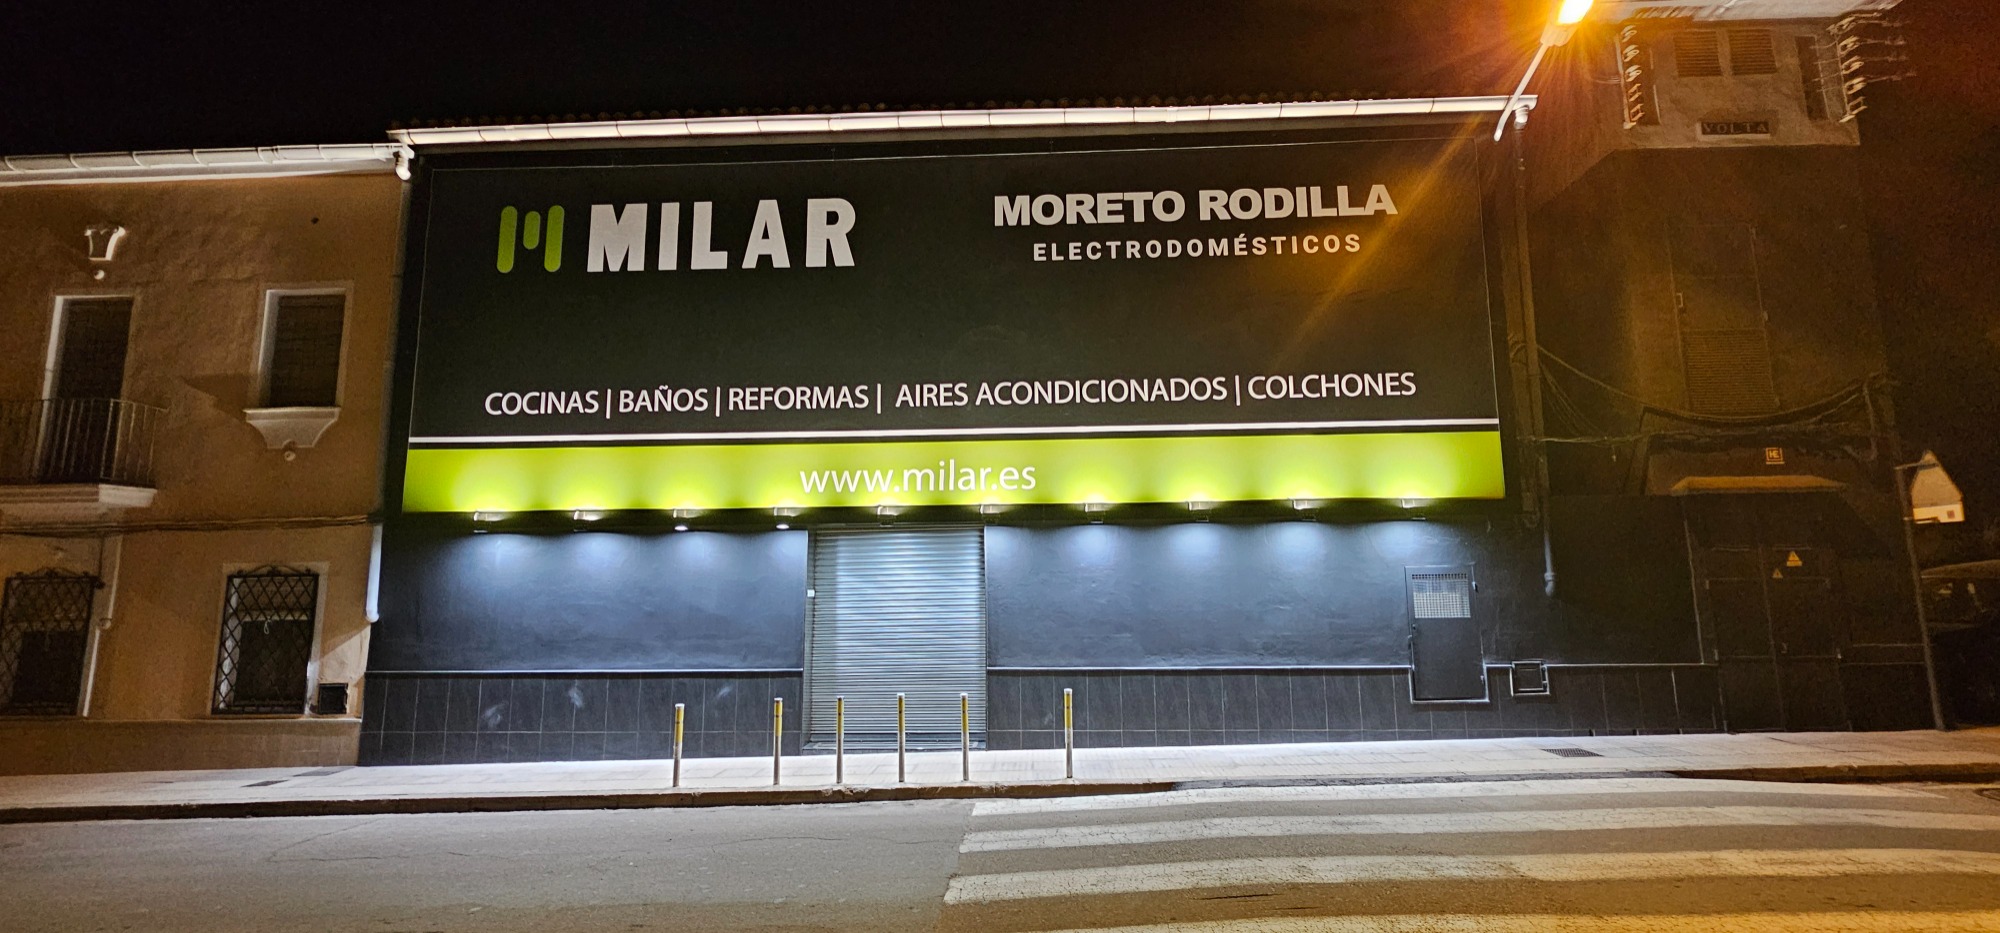 MILAR
MORETO RODILLA
ELECTRODOMÉSTICOS
COCINAS | BAÑOS | REFORMAS | AIRES ACONDICIONADOS | COLCHONES
www.milar.es
VOLTA